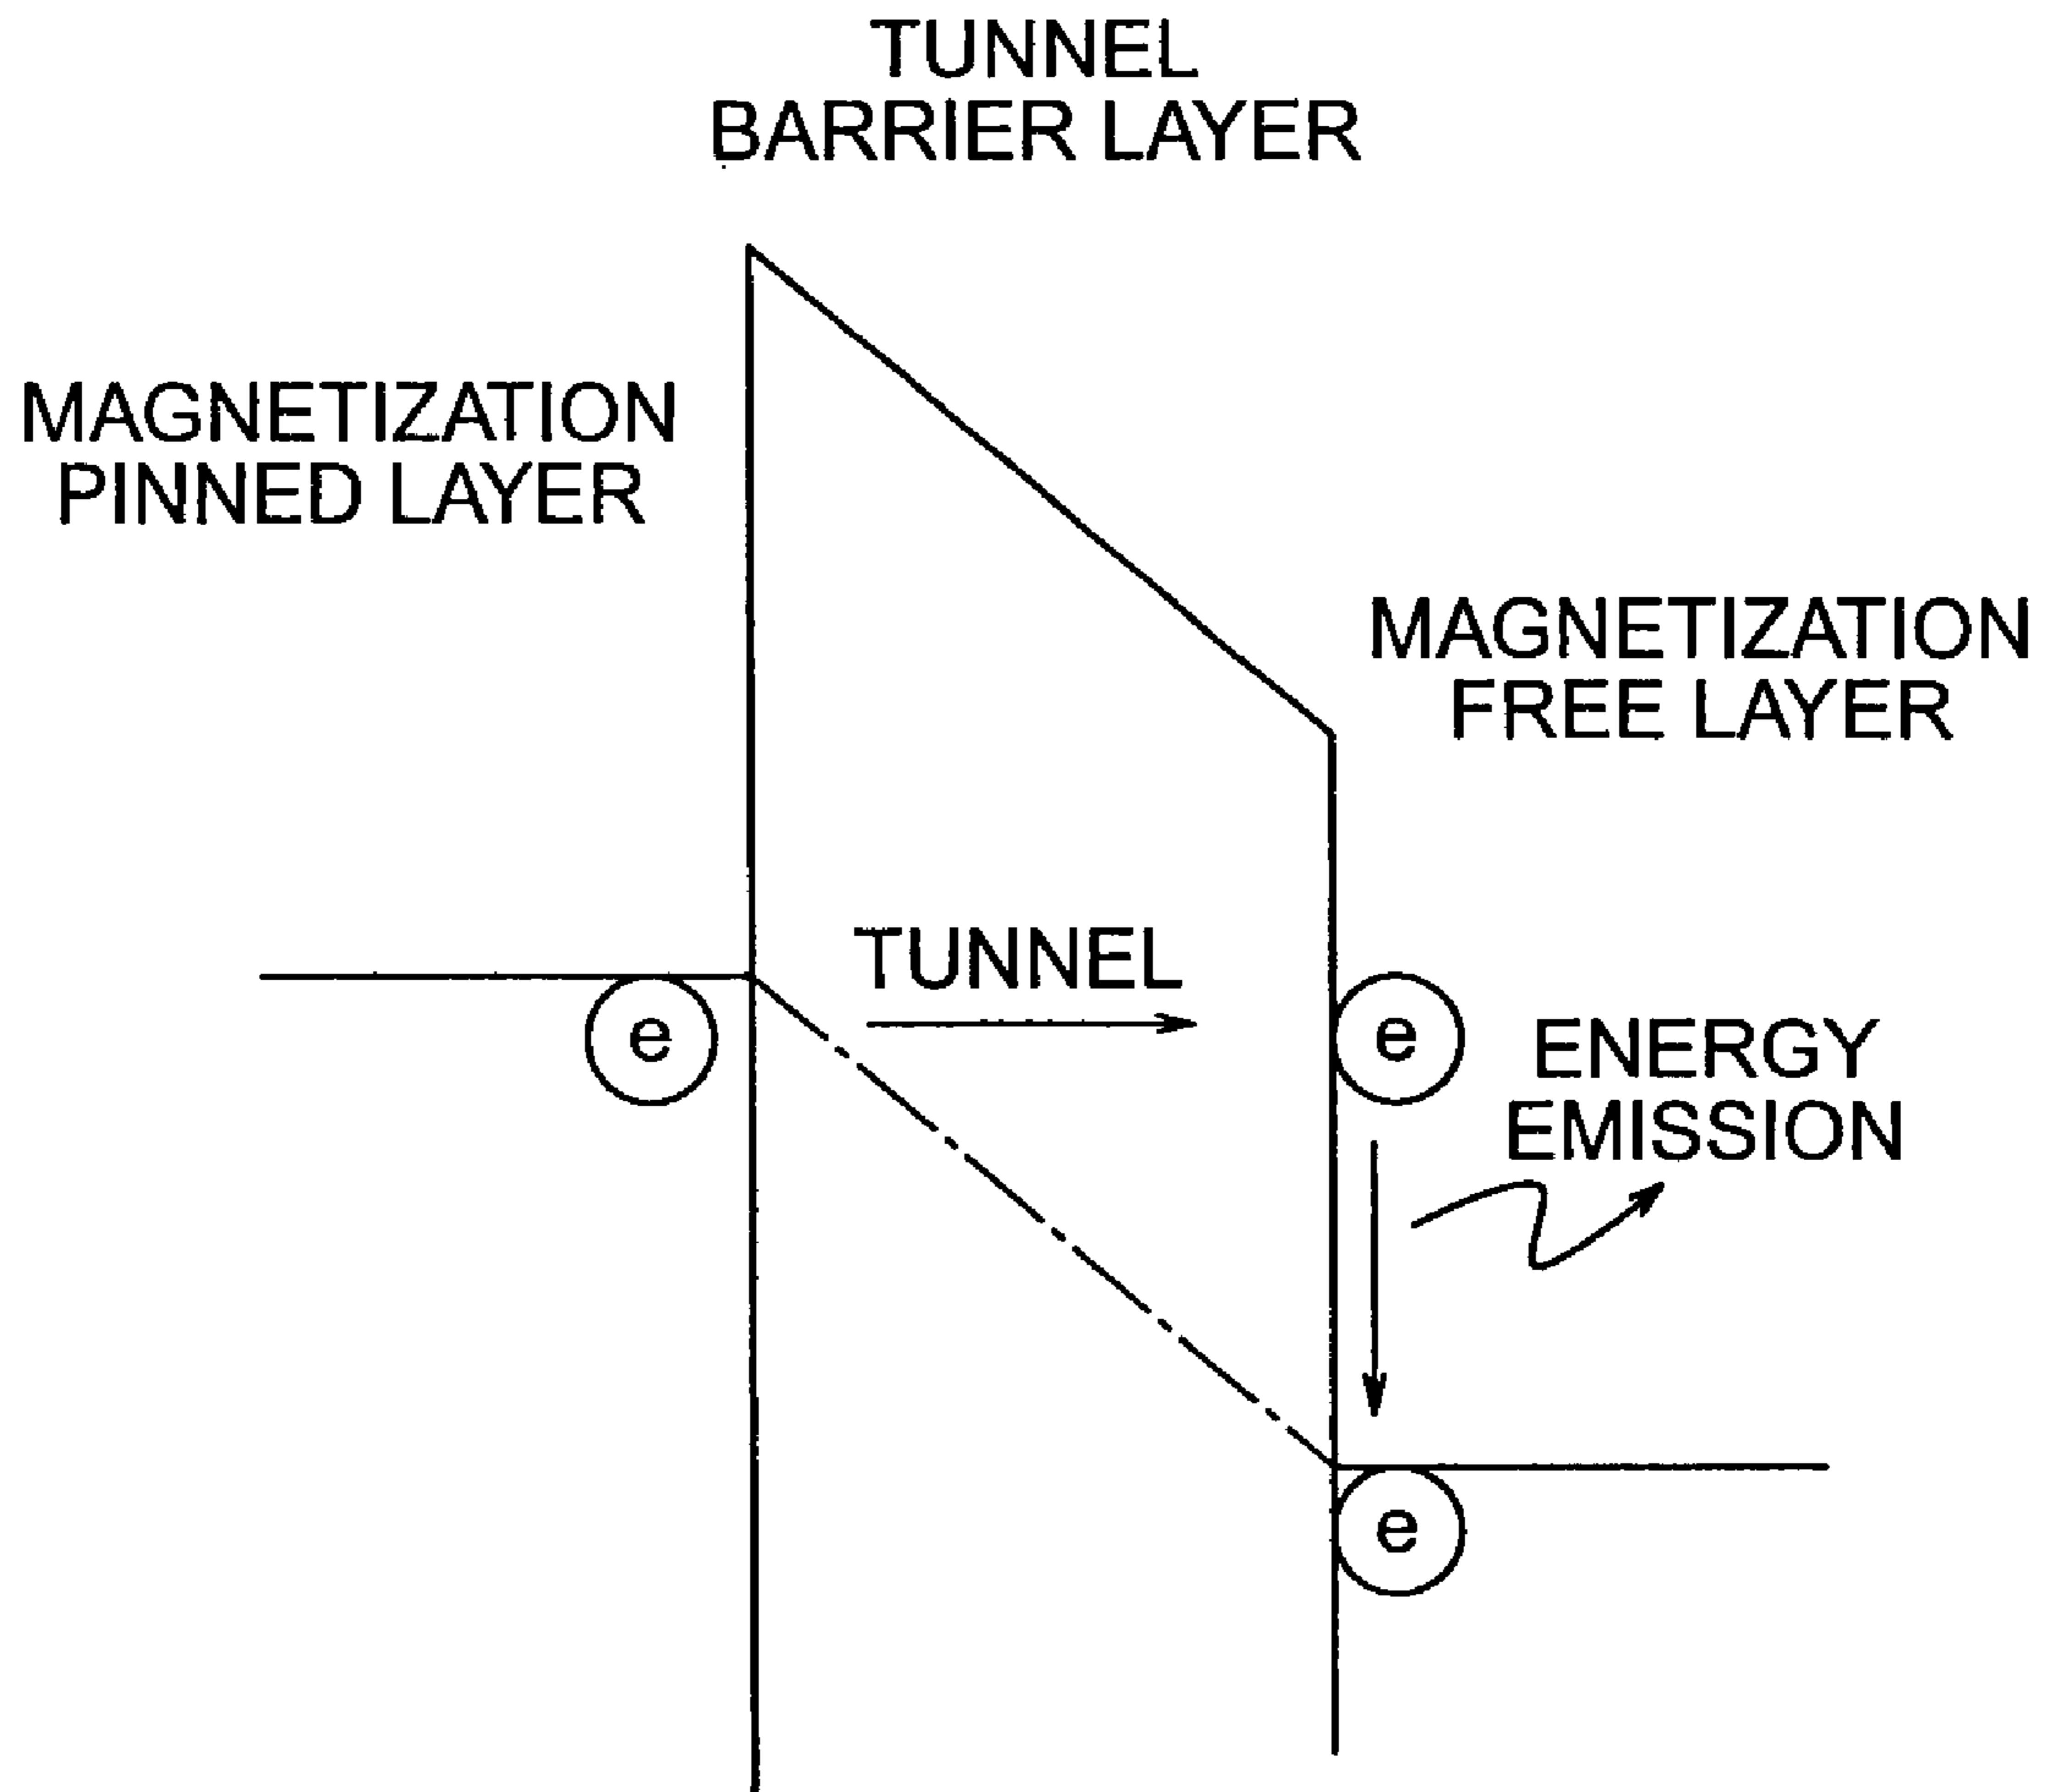 TUNNEL
BARRIER LAYER
MAGNETIZATION
PINNED LAYER
MAGNETIZATION
FREE LAYER
TUNNEL
e
e
ENERGY
EMISSION
e